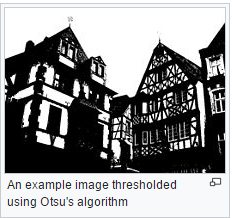 An example image thresholded
using Otsu's algorithm